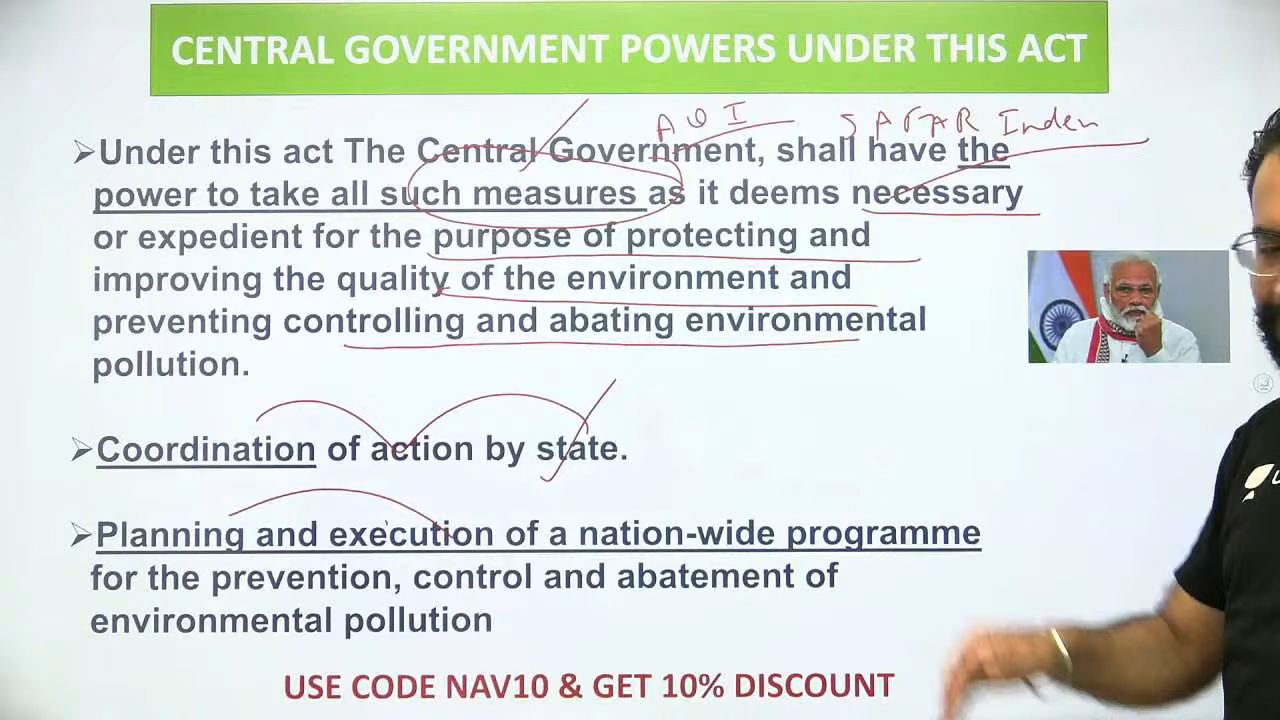 CENTRAL GOVERNMENT POWERS UNDER THIS ACT
AQI SAFAR Index
➢Under this act The Central Government, shall have the
power to take all such measures as it deems necessary
or expedient for the purpose of protecting and
improving the quality of the environment and
preventing controlling and abating environmental
pollution.
➢Coordination of action by state.
➢Planning and execution of a nation-wide programme
for the prevention, control and abatement of
environmental pollution
USE CODE NAV10 & GET 10% DISCOUNT